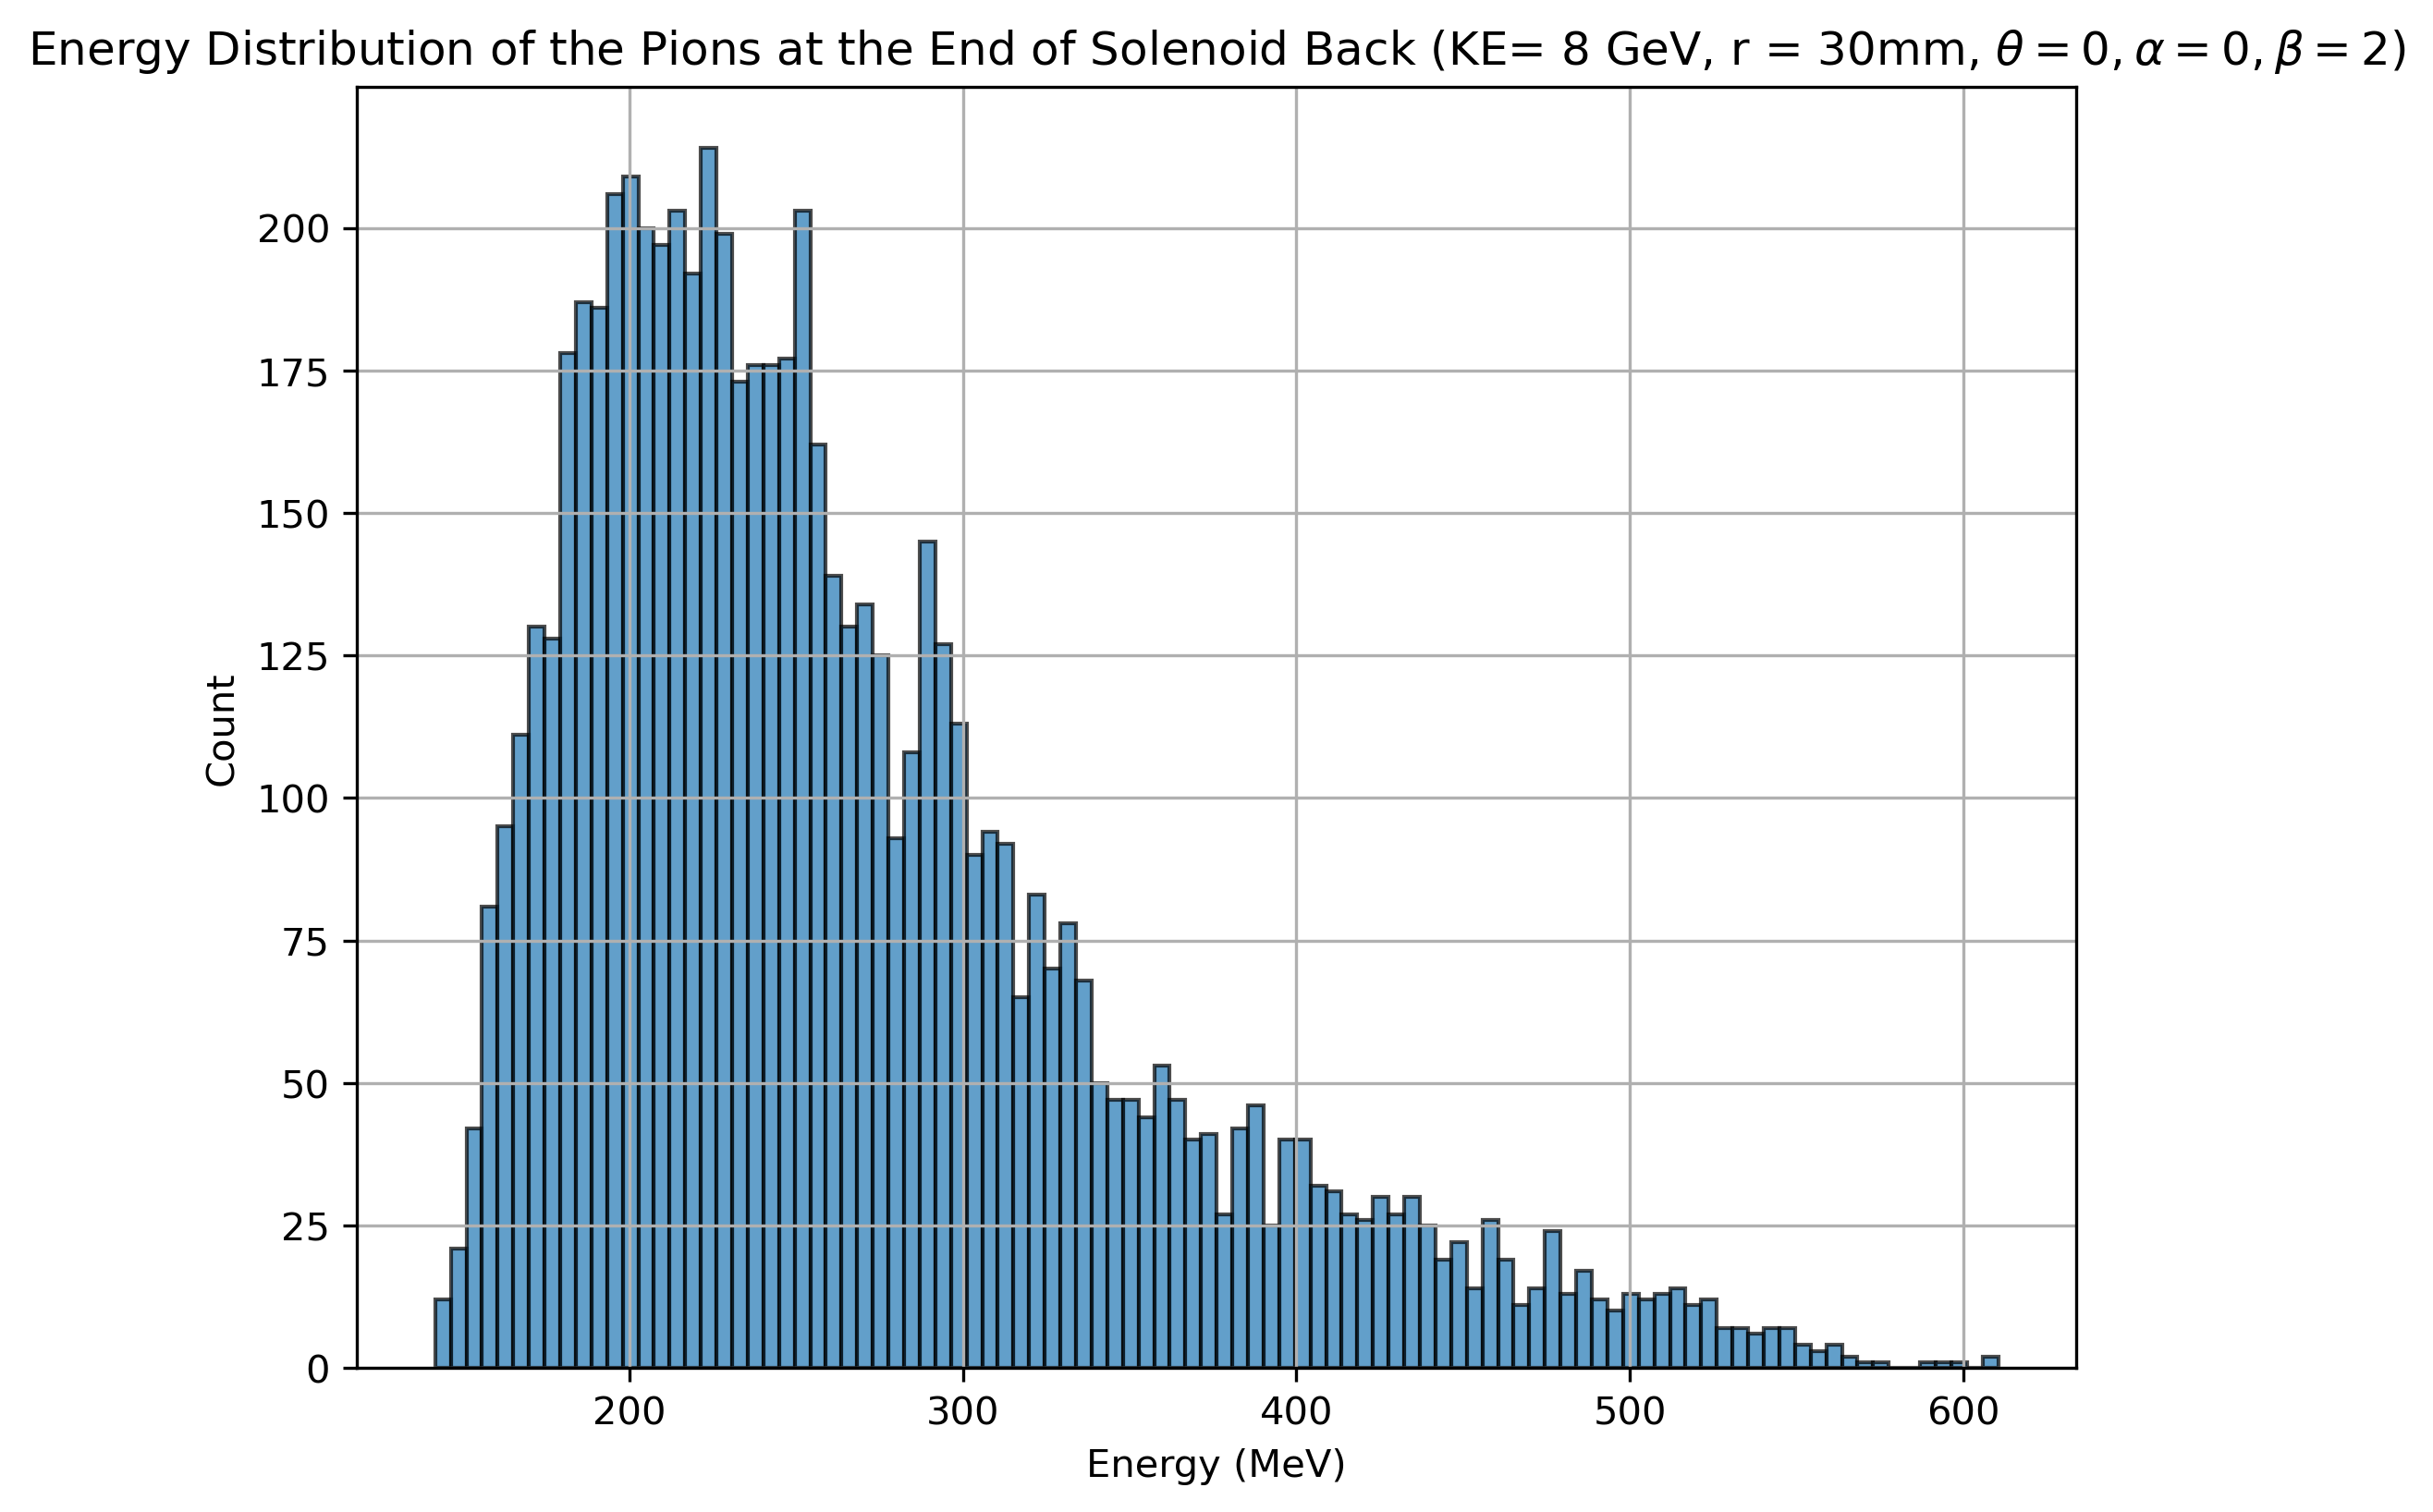 Energy Distribution of the Pions at the End of Solenoid Back (KE= 8 GeV, r = 30mm, θ = 0, α = 0, β = 2)
200
175
150
125
100
75
50
25
0
Count
200 300 400 500 600
Energy (MeV)